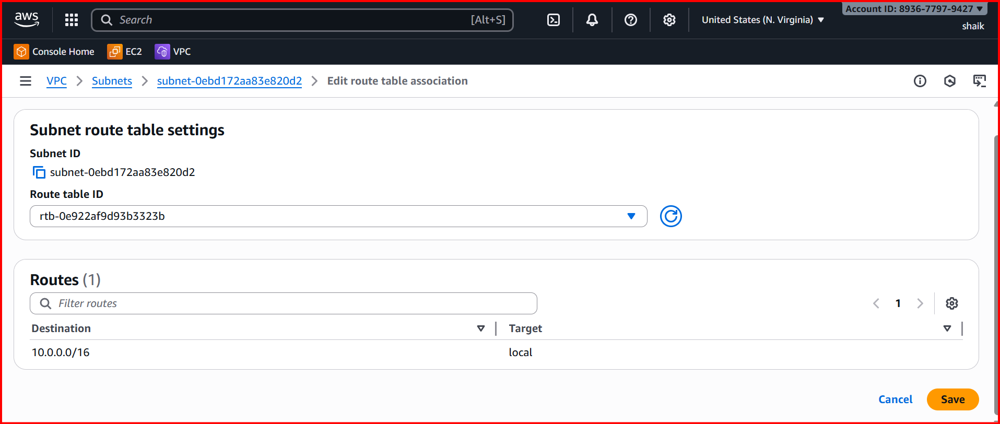 aws
Search [Alt+S]
United States (N. Virginia)
Account ID: 8936-7797-9427
shaik
Console Home EC2 VPC
VPC Subnets subnet-0ebd172aa83e820d2 Edit route table association
Subnet route table settings
Subnet ID
subnet-0ebd172aa83e820d2
Route table ID
rtb-0e922af9d93b3323b
Routes (1)
Filter routes
1
Destination Target
10.0.0.0/16 local
Cancel Save